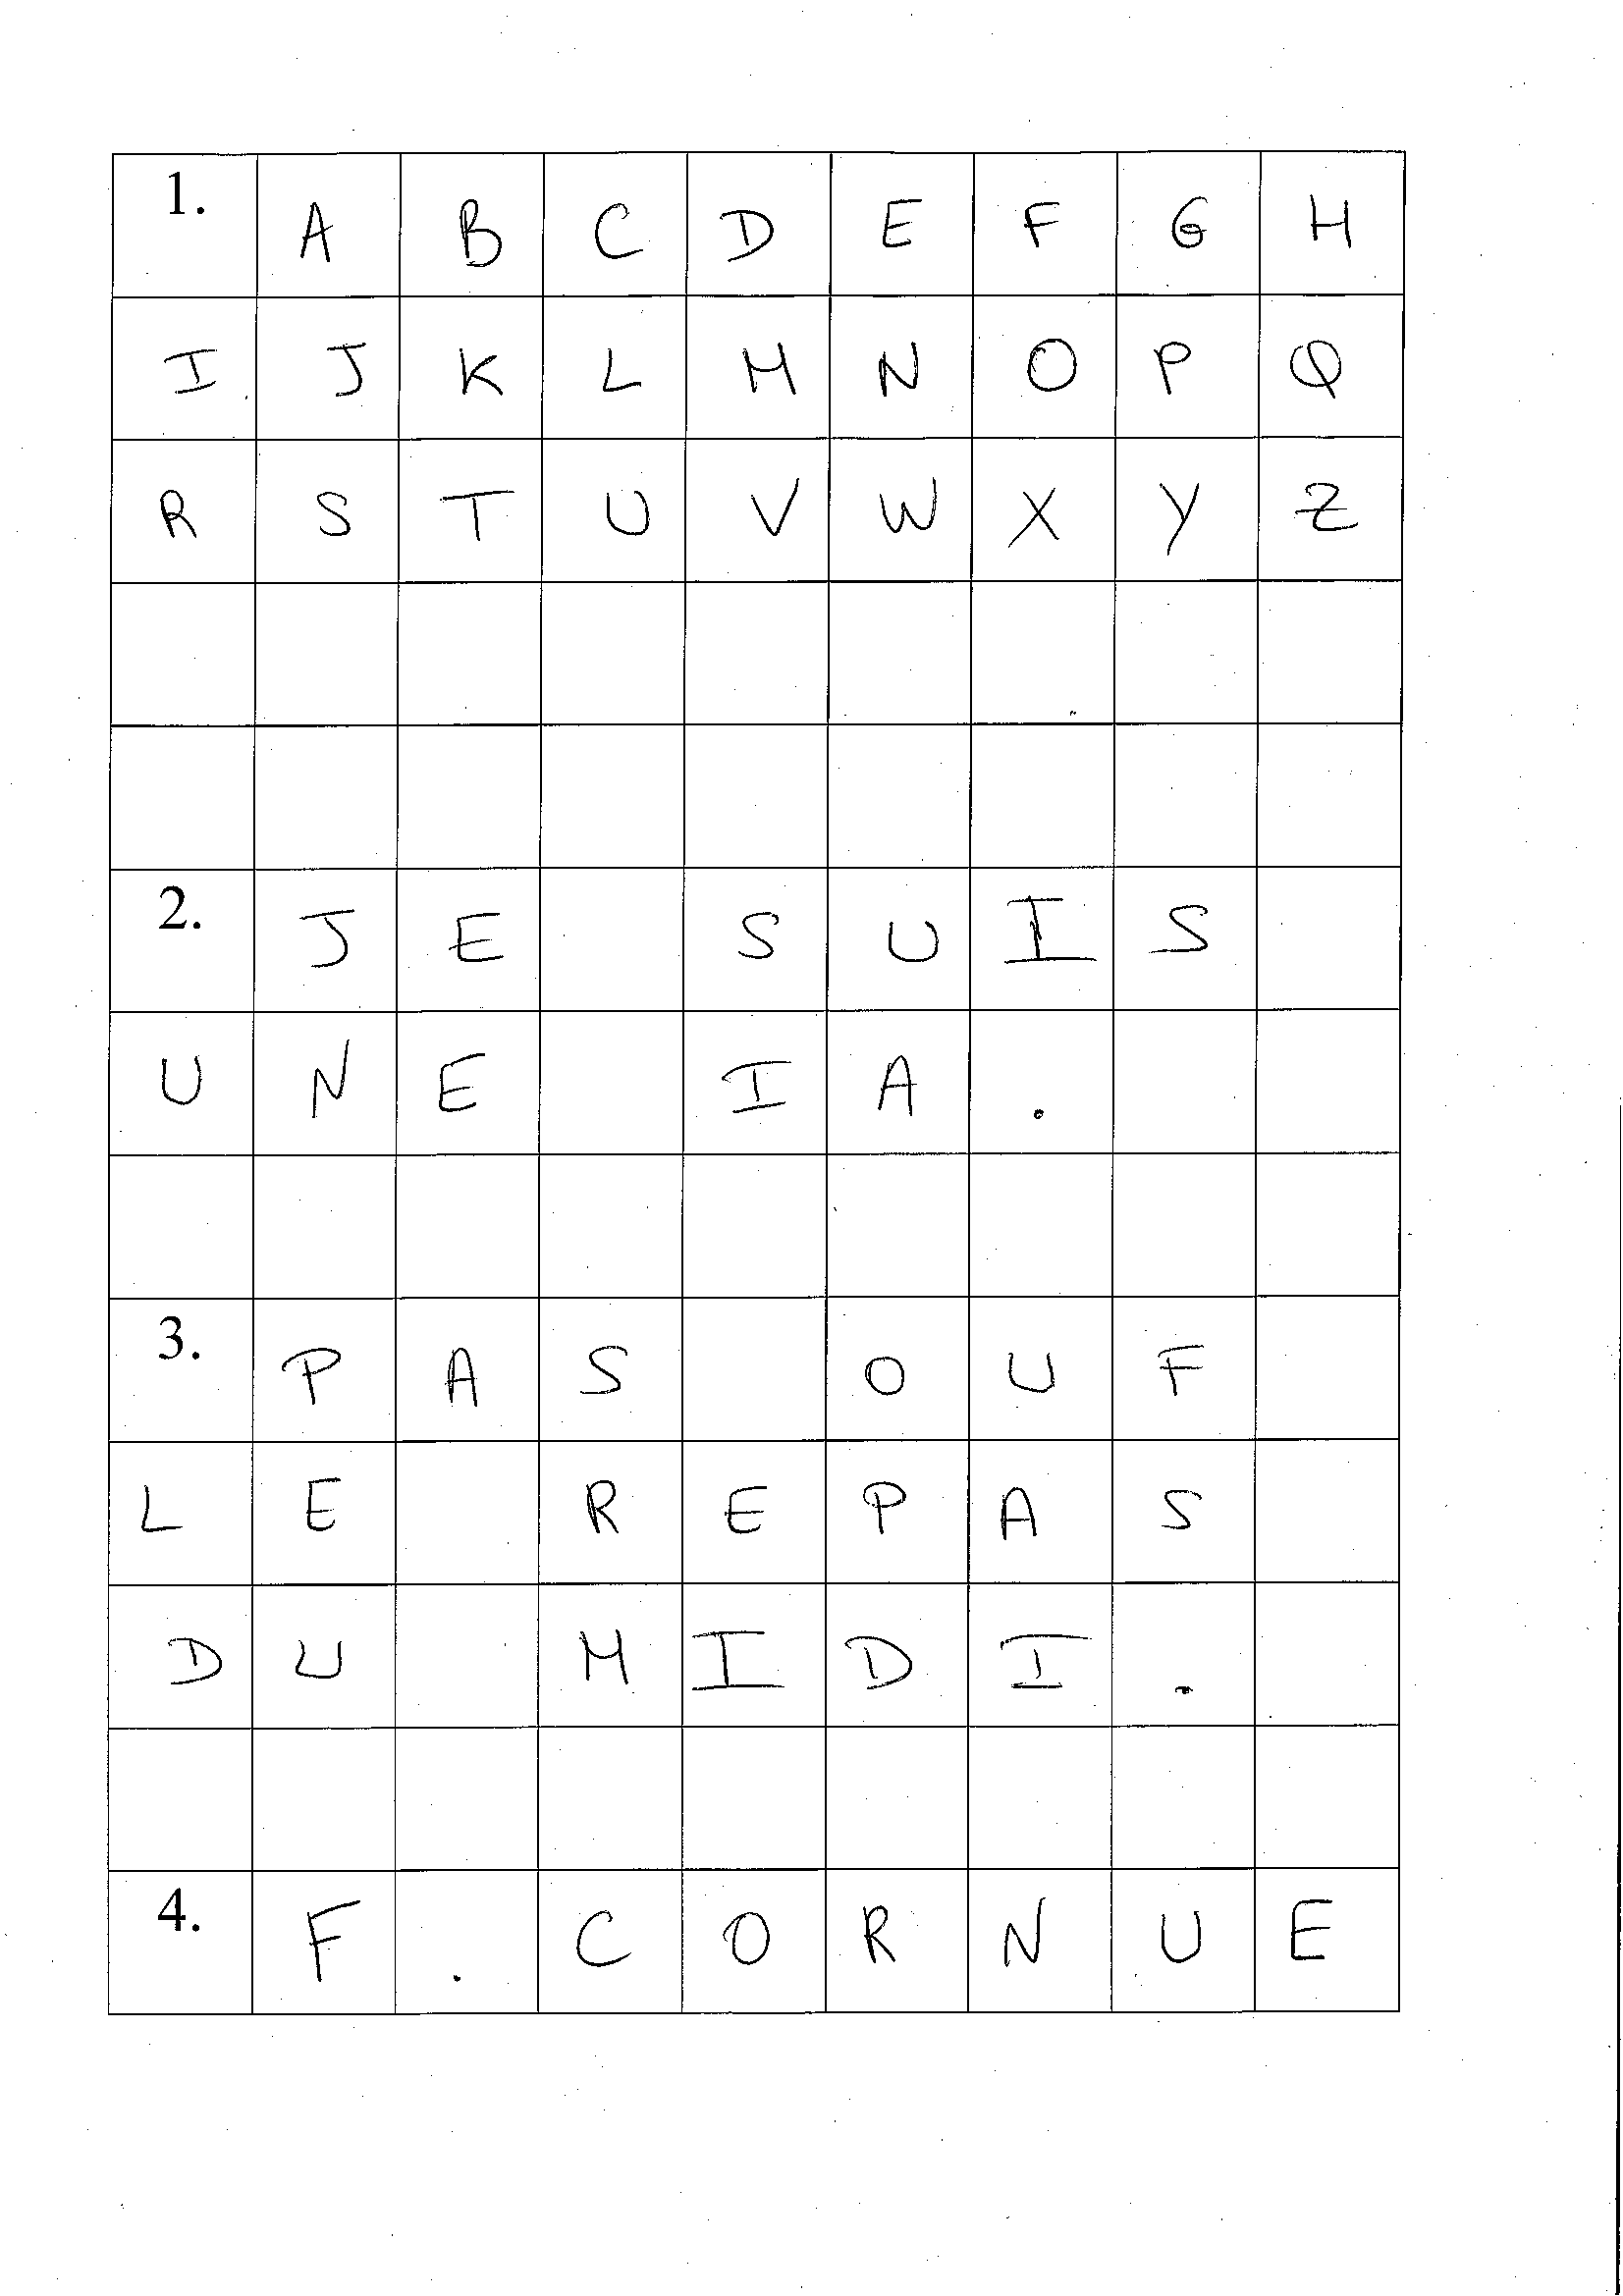 1. A B C D E F G H
I J K L M N O P Q
R S T U V W X Y Z
2. J E S U I S
U N E I A .
3. P A S O U F
L E R E P A S
D U M I D I .
4. F . C O R N U E